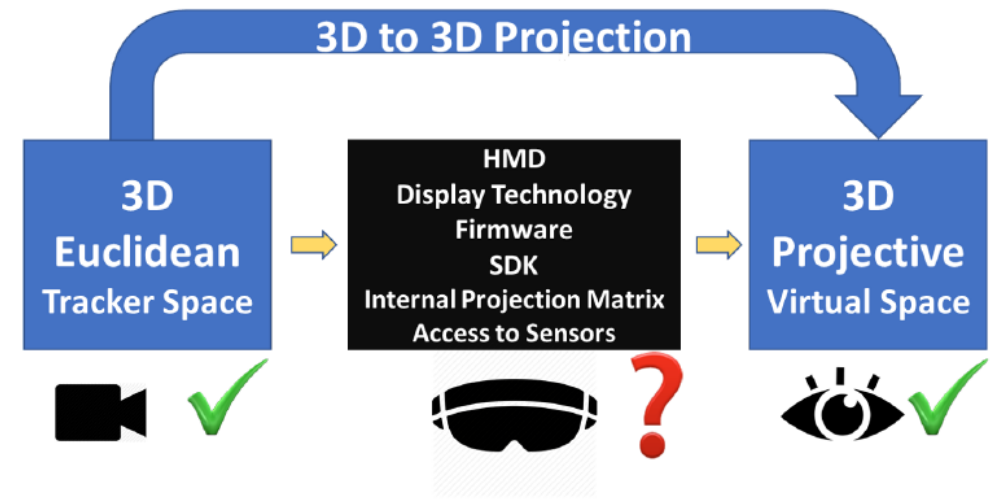 3D to 3D Projection
3D
Euclidean
Tracker Space
HMD
Display Technology
Firmware
SDK
Internal Projection Matrix
Access to Sensors
3D
Projective
Virtual Space
?